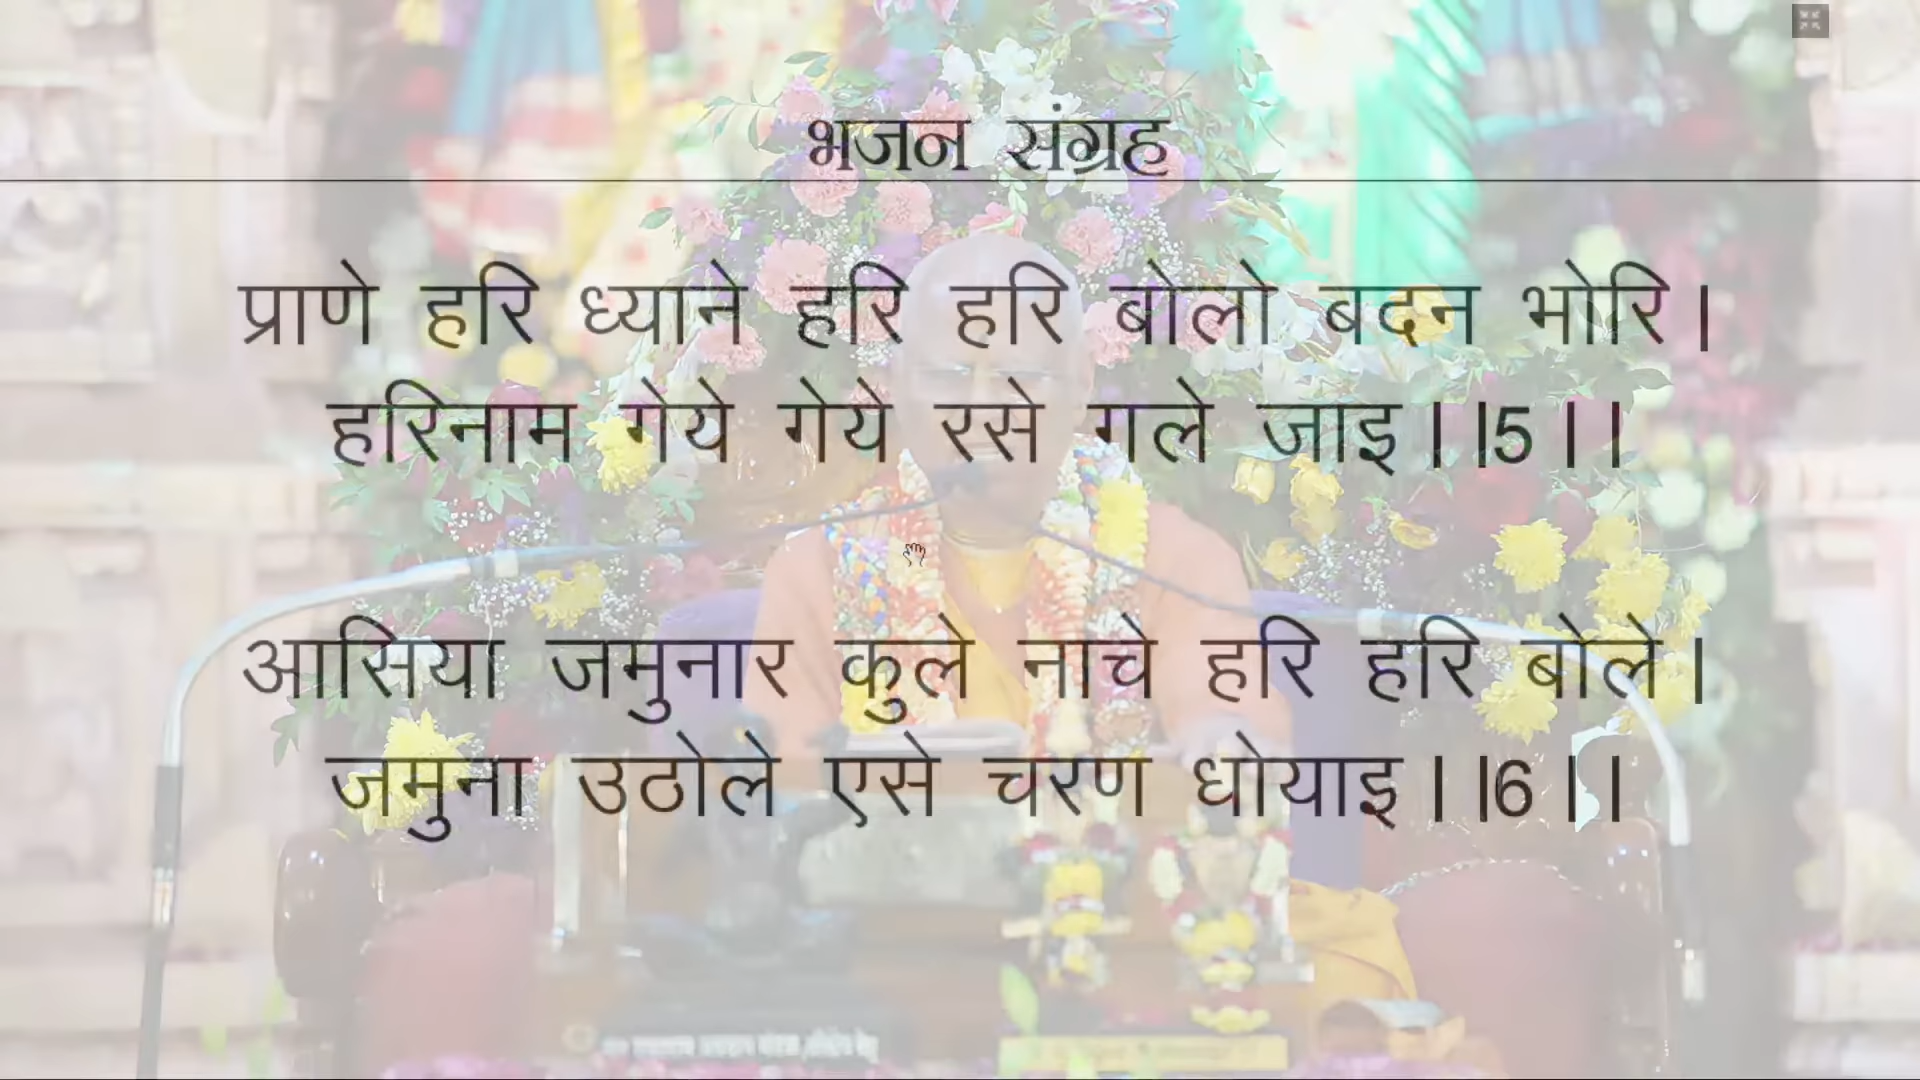 भजन संग्रह
प्राणे हरि ध्याने हरि हरि बोलो बदन भोरि।
हरिनाम गेये गेये रसे गले जाइ।।5।।
आसिया जमुनार कुले नाचे हरि हरि बोले।
जमुना उठोले एसे चरण धोयाइ।।6।।